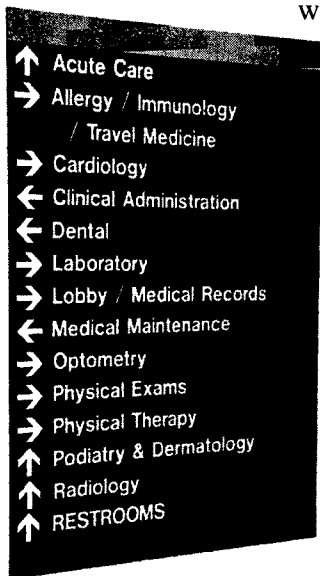 w
↑ Acute Care
→ Allergy / Immunology
/ Travel Medicine
→ Cardiology
← Clinical Administration
← Dental
→ Laboratory
→ Lobby / Medical Records
← Medical Maintenance
→ Optometry
→ Physical Exams
→ Physical Therapy
↑ Podiatry & Dermatology
↑ Radiology
↑ RESTROOMS